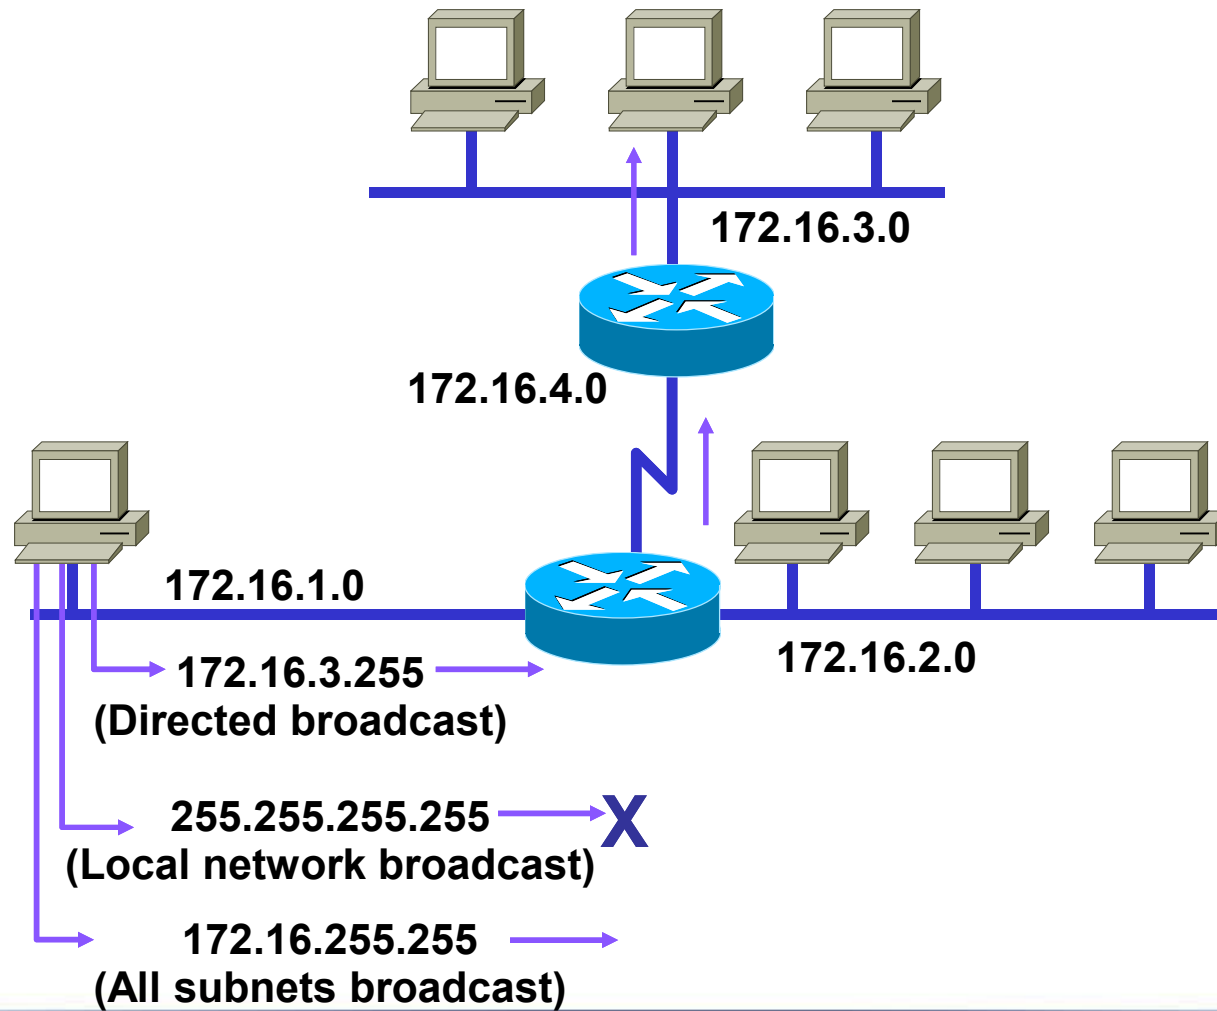 172.16.3.0
172.16.4.0
172.16.1.0
172.16.2.0
172.16.3.255
(Directed broadcast)
255.255.255.255
X
(Local network broadcast)
172.16.255.255
(All subnets broadcast)